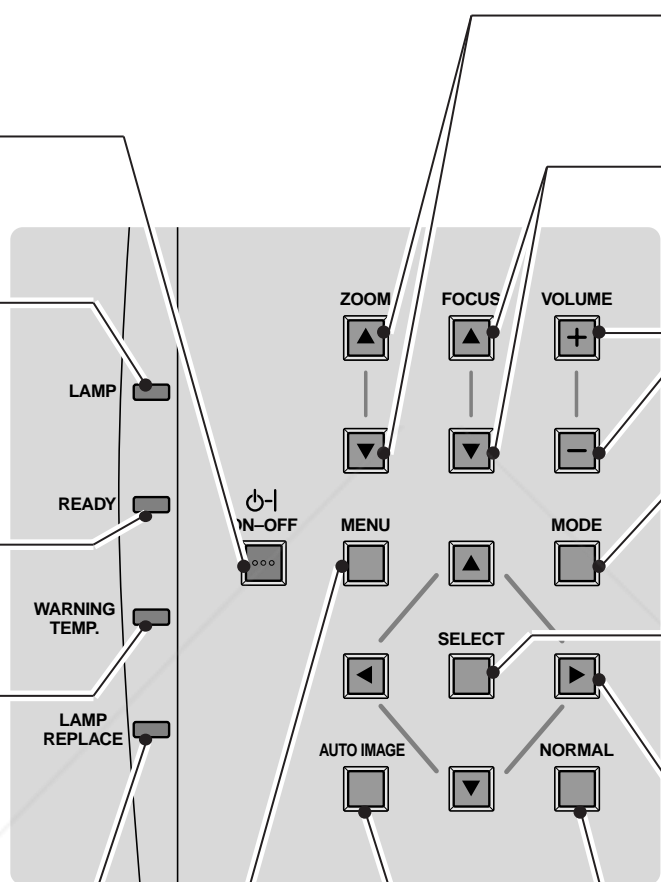 ZOOM
FOCUS
VOLUME
LAMP
READY
ON–OFF
MENU
MODE
WARNING
TEMP.
SELECT
LAMP
REPLACE
AUTO IMAGE
NORMAL